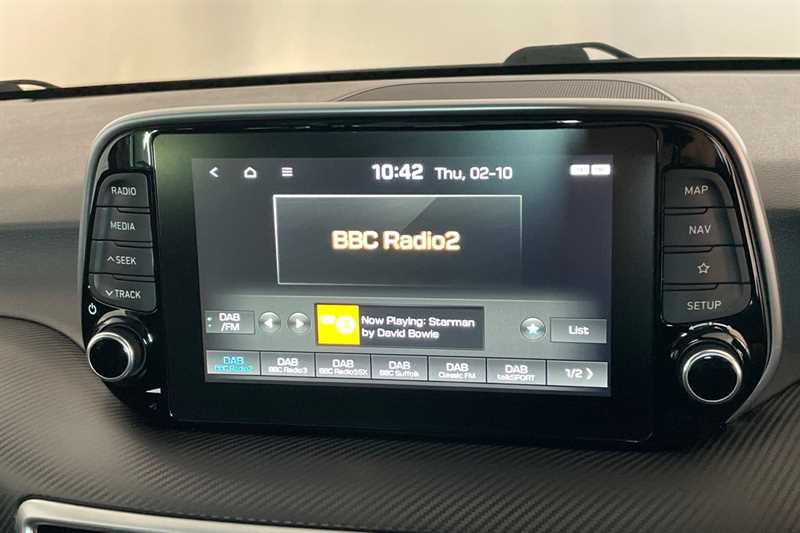 10:42 Thu, 02-10
BBC Radio2
RADIO
MEDIA
SEEK
TRACK
MAP
NAV
SETUP
DAB
/FM
Now Playing: Starman
by David Bowie
List
DAB
BBC Radio2
DAB
BBC Radio3
DAB
BBC Radio5SX
DAB
BBC Suffolk
DAB
Classic FM
DAB
talkSPORT
1/2